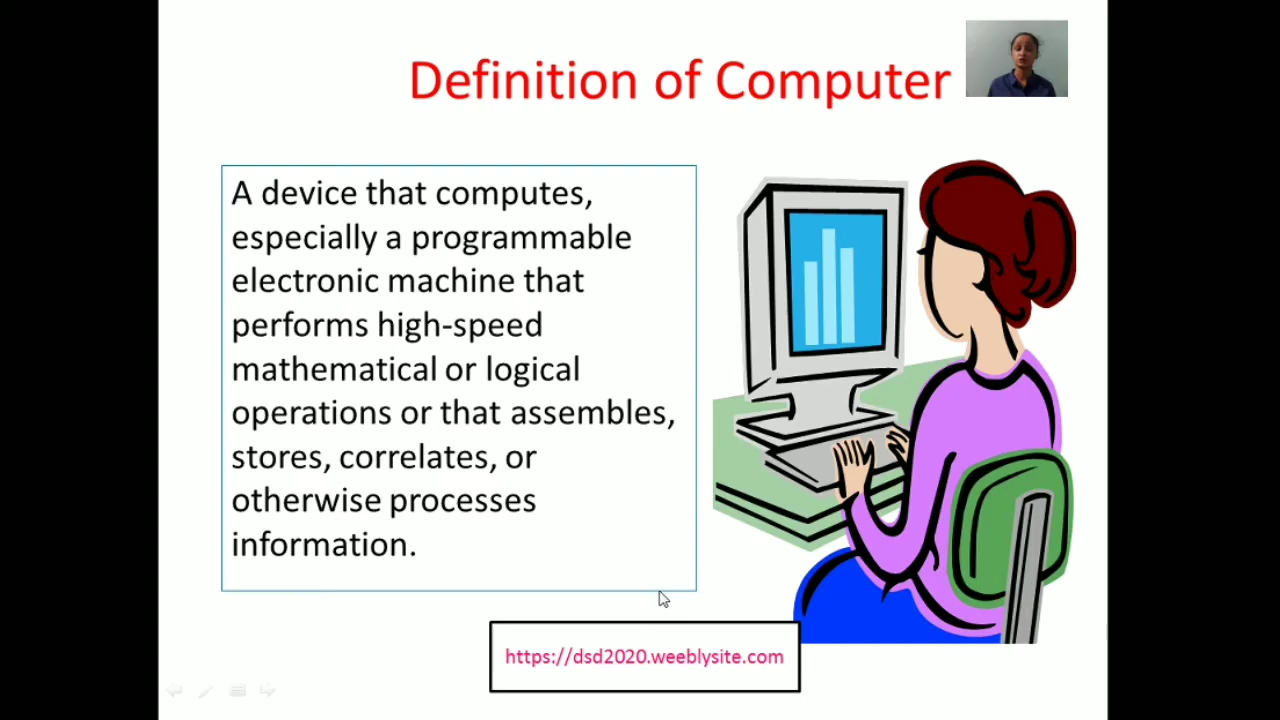 Definition of Computer
A device that computes,
especially a programmable
electronic machine that
performs high-speed
mathematical or logical
operations or that assembles,
stores, correlates, or
otherwise processes
information.
https://dsd2020.weeblysite.com